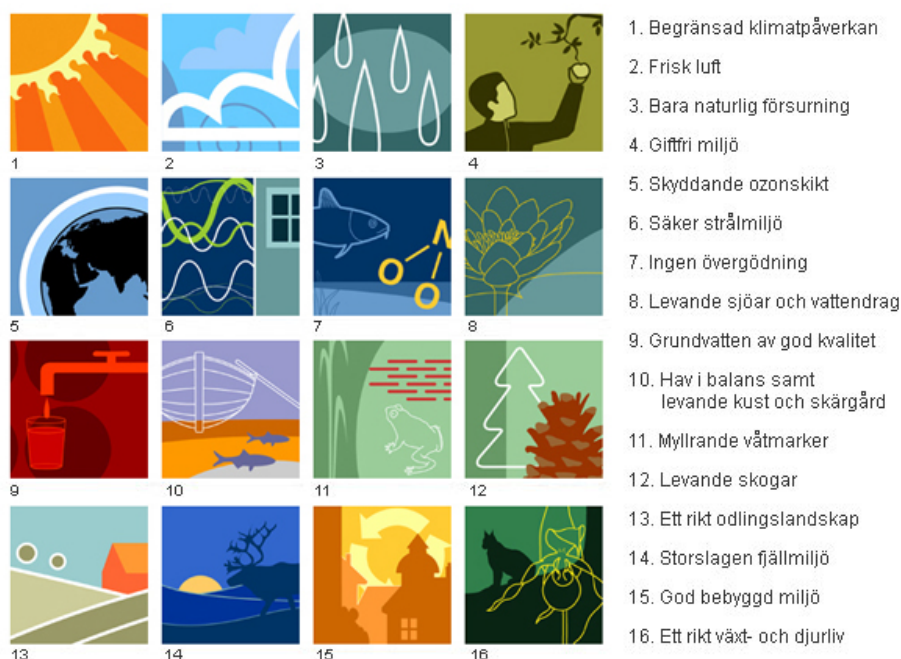 1
2
3
4
5
6
7
8
9
10
11
12
13
14
15
16
O
N
O
1. Begränsad klimatpåverkan
2. Frisk luft
3. Bara naturlig försurning
4. Giftfri miljö
5. Skyddande ozonskikt
6. Säker strålmiljö
7. Ingen övergödning
8. Levande sjöar och vattendrag
9. Grundvatten av god kvalitet
10. Hav i balans samt
levande kust och skärgård
11. Myllrande våtmarker
12. Levande skogar
13. Ett rikt odlingslandskap
14. Storslagen fjällmiljö
15. God bebyggd miljö
16. Ett rikt växt- och djurliv